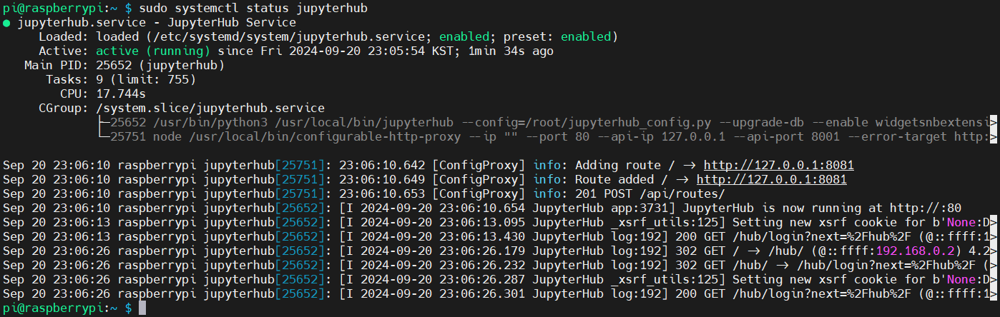 pi@raspberrypi:~ $ sudo systemctl status jupyterhub
● jupyterhub.service - JupyterHub Service
Loaded: loaded (/etc/systemd/system/jupyterhub.service; enabled; preset: enabled)
Active: active (running) since Fri 2024-09-20 23:05:54 KST; 1min 34s ago
Main PID: 25652 (jupyterhub)
Tasks: 9 (limit: 755)
CPU: 17.744s
CGroup: /system.slice/jupyterhub.service
├─25652 /usr/bin/python3 /usr/local/bin/jupyterhub --config=/root/jupyterhub_config.py --upgrade-db --enable widgetsnbextensi>
└─25751 node /usr/local/bin/configurable-http-proxy --ip "" --port 80 --api-ip 127.0.0.1 --api-port 8001 --error-target http:>
Sep 20 23:06:10 raspberrypi jupyterhub[25751]: 23:06:10.642 [ConfigProxy] info: Adding route / -> http://127.0.0.1:8081
Sep 20 23:06:10 raspberrypi jupyterhub[25751]: 23:06:10.649 [ConfigProxy] info: Route added / -> http://127.0.0.1:8081
Sep 20 23:06:10 raspberrypi jupyterhub[25751]: 23:06:10.653 [ConfigProxy] info: 201 POST /api/routes/
Sep 20 23:06:10 raspberrypi jupyterhub[25652]: [I 2024-09-20 23:06:10.654 JupyterHub app:3731] JupyterHub is now running at http://:80
Sep 20 23:06:13 raspberrypi jupyterhub[25652]: [I 2024-09-20 23:06:13.095 JupyterHub _xsrf_utils:125] Setting new xsrf cookie for b'None:D>
Sep 20 23:06:13 raspberrypi jupyterhub[25652]: [I 2024-09-20 23:06:13.430 JupyterHub log:192] 200 GET /hub/login?next=%2Fhub%2F (@::ffff:1>
Sep 20 23:06:26 raspberrypi jupyterhub[25652]: [I 2024-09-20 23:06:26.179 JupyterHub log:192] 302 GET / -> /hub/ (@::ffff:192.168.0.2) 4.2>
Sep 20 23:06:26 raspberrypi jupyterhub[25652]: [I 2024-09-20 23:06:26.232 JupyterHub log:192] 302 GET /hub/ -> /hub/login?next=%2Fhub%2F (>
Sep 20 23:06:26 raspberrypi jupyterhub[25652]: [I 2024-09-20 23:06:26.287 JupyterHub _xsrf_utils:125] Setting new xsrf cookie for b'None:D>
Sep 20 23:06:26 raspberrypi jupyterhub[25652]: [I 2024-09-20 23:06:26.301 JupyterHub log:192] 200 GET /hub/login?next=%2Fhub%2F (@::ffff:1>
pi@raspberrypi:~ $